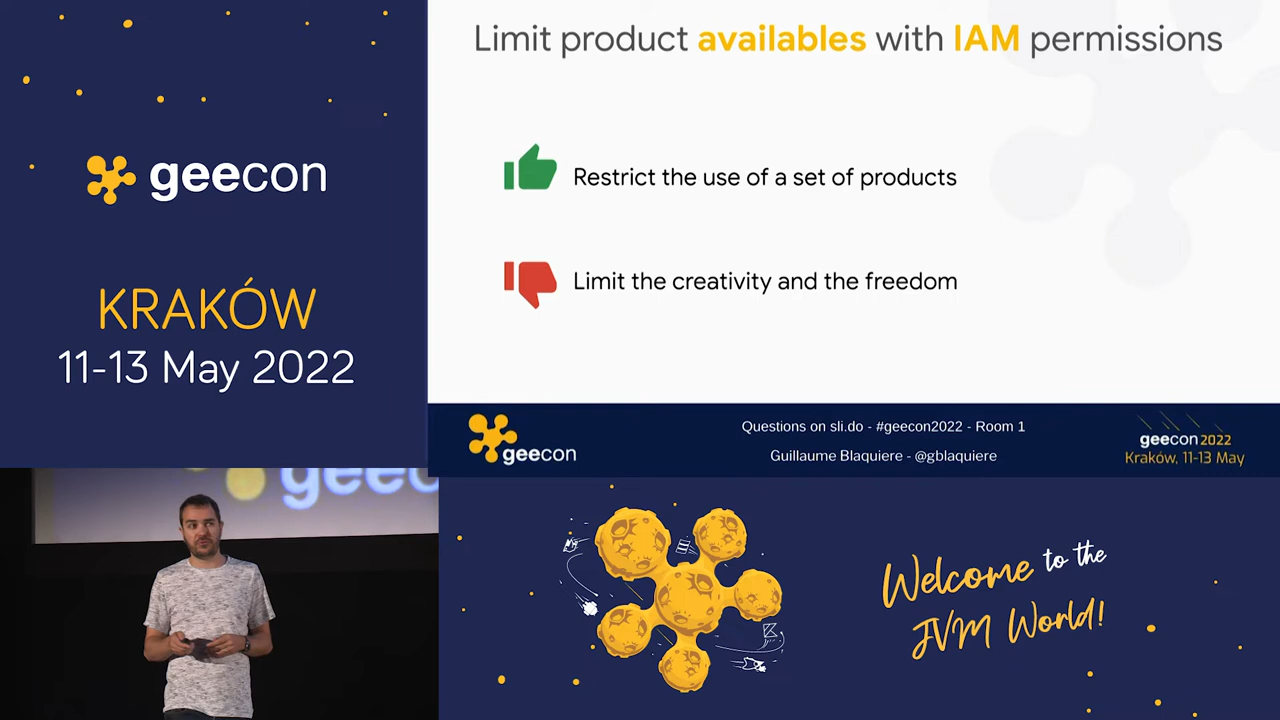 geecon
KRAKÓW
11-13 May 2022
Limit product availables with IAM permissions
Restrict the use of a set of products
Limit the creativity and the freedom
geecon
Questions on sli.do - #geecon2022 - Room 1
Guillaume Blaquiere - @gblaquiere
geecon 2022
Kraków, 11-13 May
geec
Welcome to the
JVM World!